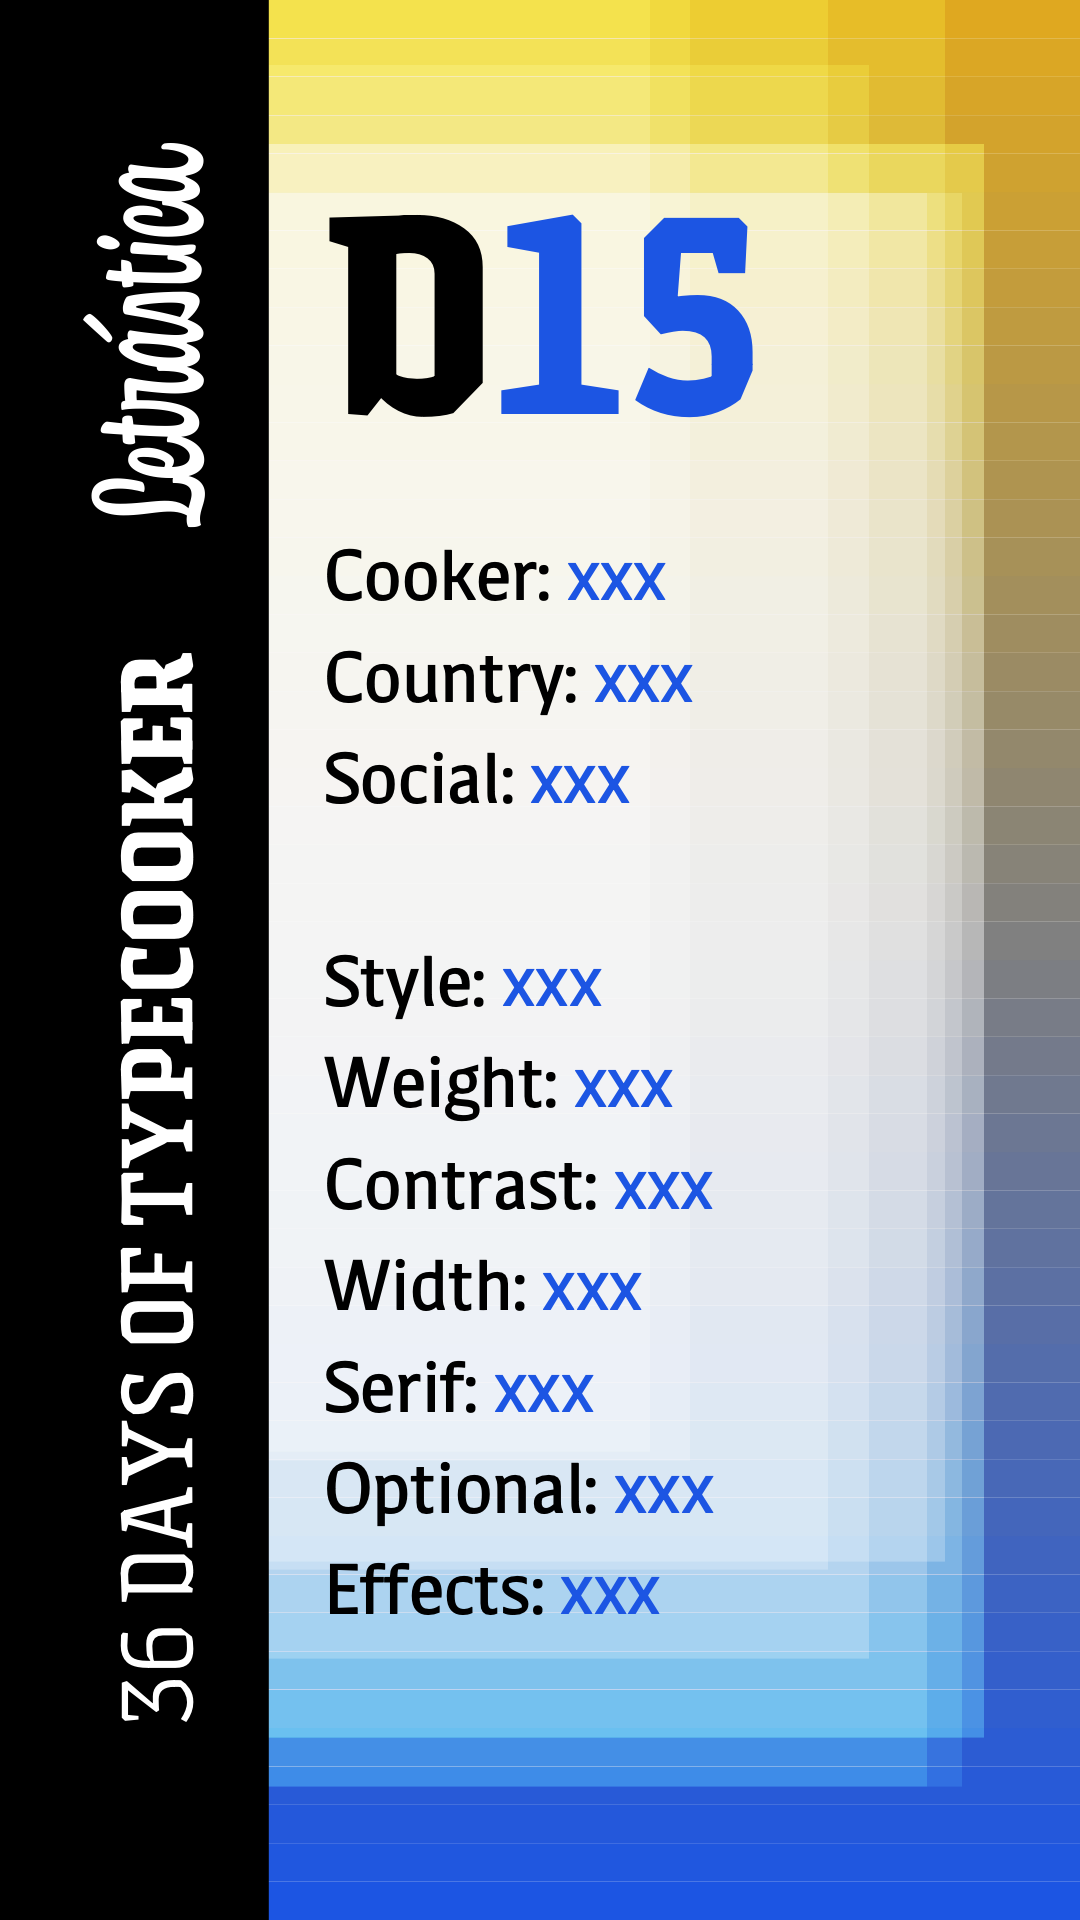 Letrástica
36 DAYS OF TYPECOOKER
D15
Cooker: xxx
Country: xxx
Social: xxx
Style: xxx
Weight: xxx
Contrast: xxx
Width: xxx
Serif: xxx
Optional: xxx
Effects: xxx